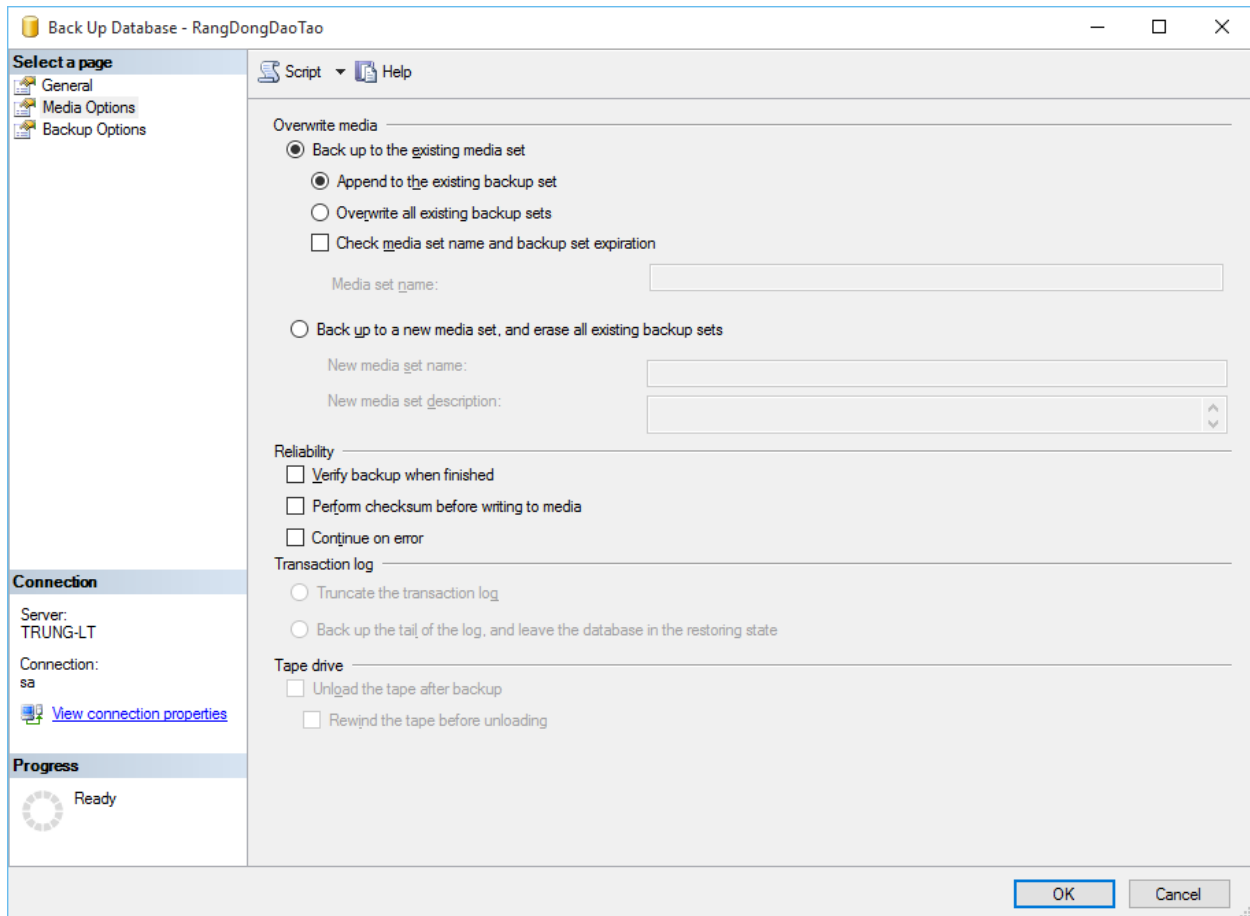 Back Up Database - RangDongDaoTao
Select a page
General
Media Options
Backup Options
Script
Help
Overwrite media
Back up to the existing media set
Append to the existing backup set
Overwrite all existing backup sets
Check media set name and backup set expiration
Media set name:
Back up to a new media set, and erase all existing backup sets
New media set name:
New media set description:
Reliability
Verify backup when finished
Perform checksum before writing to media
Continue on error
Transaction log
Truncate the transaction log
Back up the tail of the log, and leave the database in the restoring state
Tape drive
Unload the tape after backup
Rewind the tape before unloading
Connection
Server:
TRUNG-LT
Connection:
sa
View connection properties
Progress
Ready
OK
Cancel